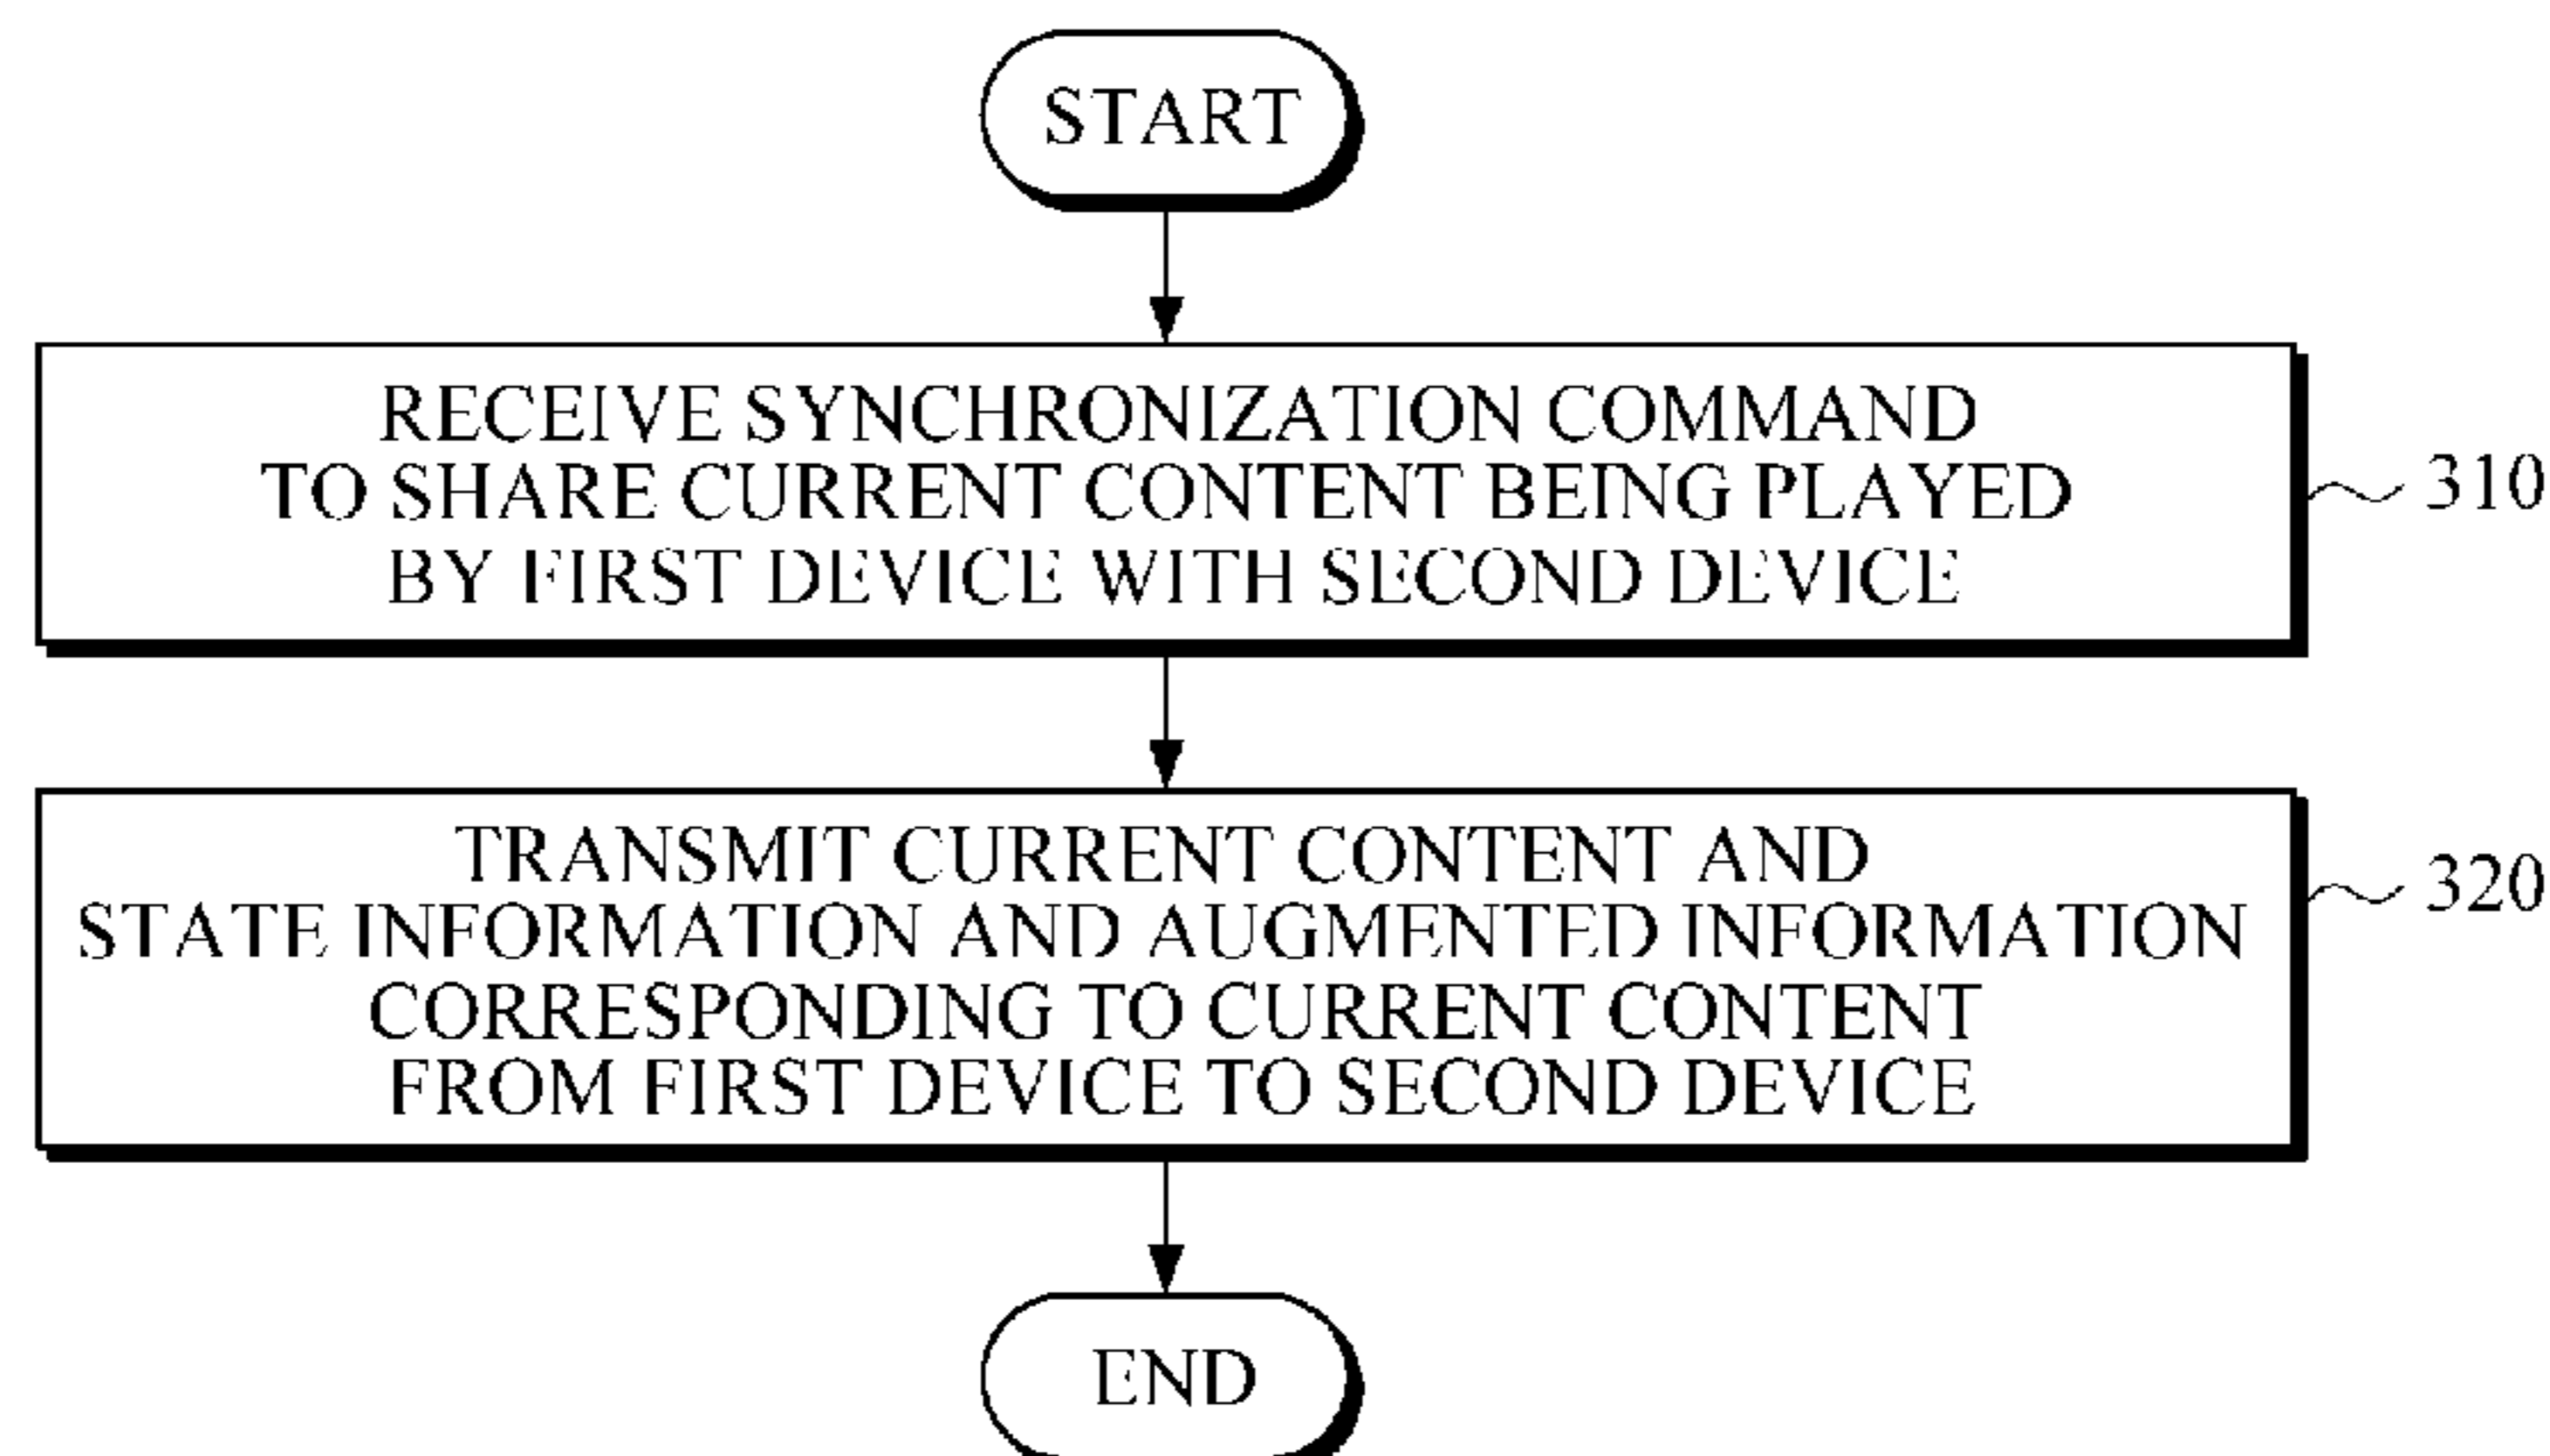 START
RECEIVE SYNCHRONIZATION COMMAND
TO SHARE CURRENT CONTENT BEING PLAYED
BY FIRST DEVICE WITH SECOND DEVICE
310
TRANSMIT CURRENT CONTENT AND
STATE INFORMATION AND AUGMENTED INFORMATION
CORRESPONDING TO CURRENT CONTENT
FROM FIRST DEVICE TO SECOND DEVICE
320
END